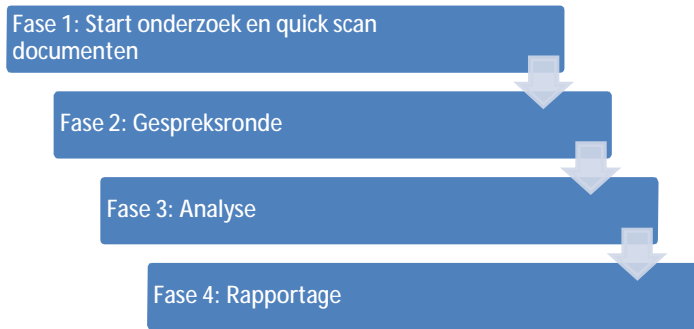 Fase 1: Start onderzoek en quick scan
documenten
Fase 2: Gespreksronde
Fase 3: Analyse
Fase 4: Rapportage